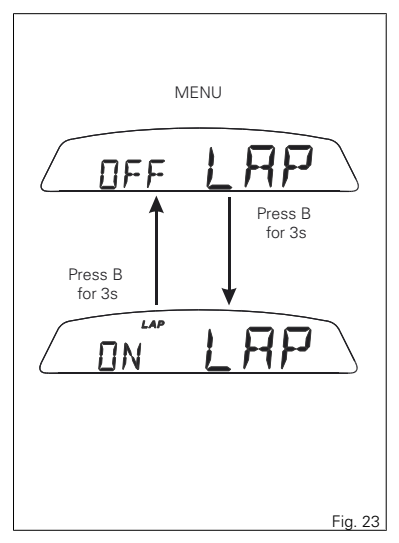 MENU
OFF LAP
Press B
for 3s
Press B
for 3s
LAP
ON LAP
Fig. 23